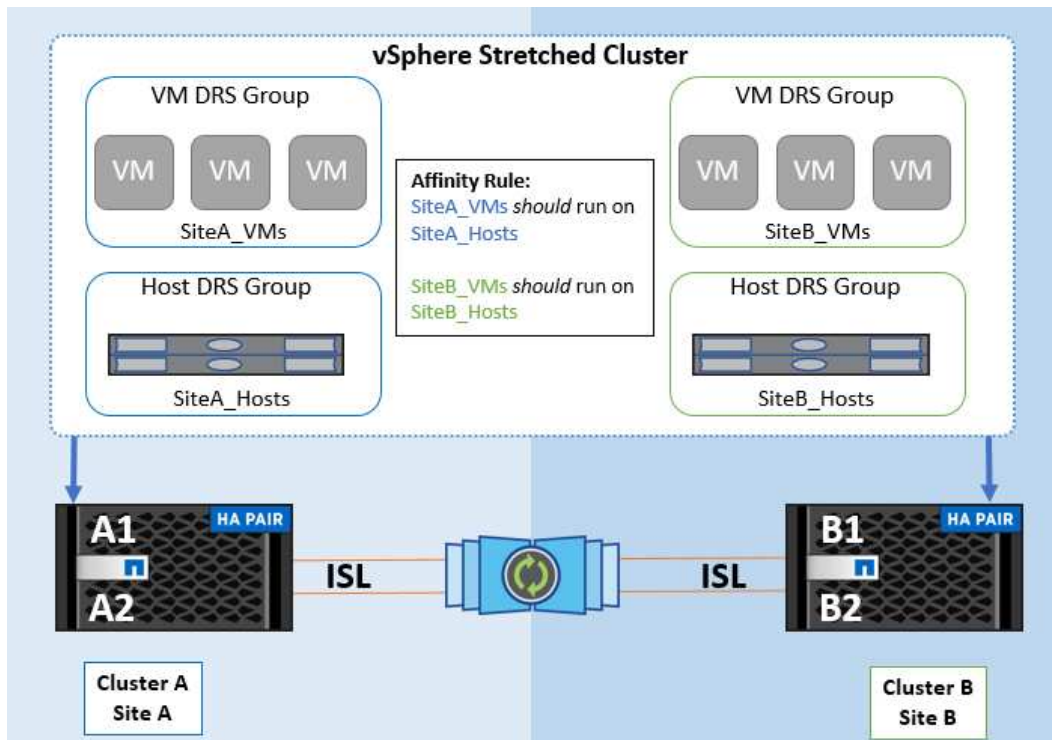 vSphere Stretched Cluster
VM DRS Group
VM VM VM
SiteA_VMs
Host DRS Group
SiteA_Hosts
Affinity Rule:
SiteA_VMs should run on
SiteA_Hosts
SiteB_VMs should run on
SiteB_Hosts
VM DRS Group
VM VM VM
SiteB_VMs
Host DRS Group
SiteB_Hosts
A1
HA PAIR
A2
ISL
ISL
B1
HA PAIR
B2
Cluster A
Site A
Cluster B
Site B